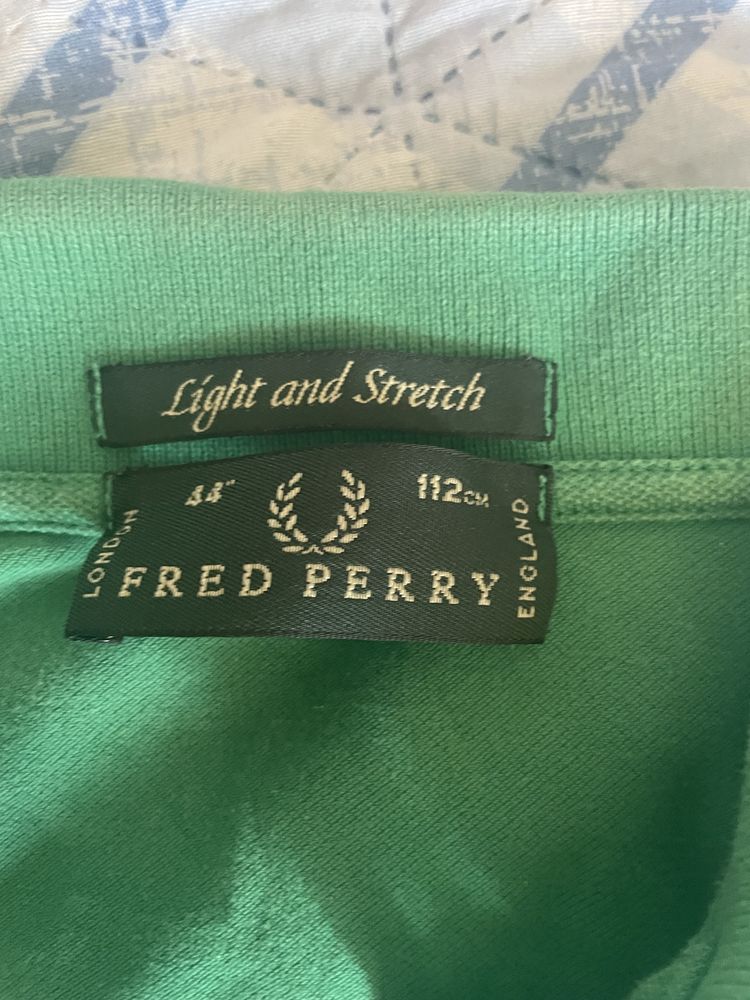 Light and Stretch
44" 112CM
LONDON
FRED PERRY
ENGLAND